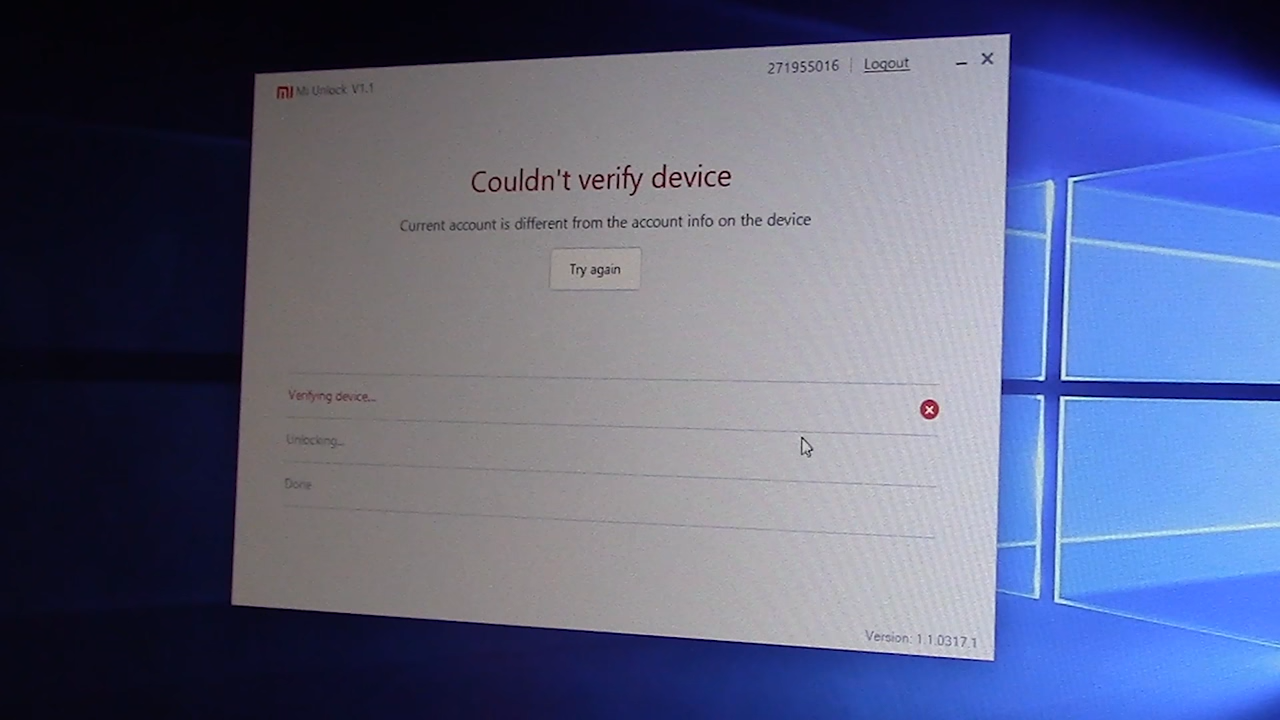 271955016 | Logout
MI Mi Unlock V1.1
Couldn't verify device
Current account is different from the account info on the device
Try again
Verifying device...
Unlocking...
Done
Version: 1.1.0317.1